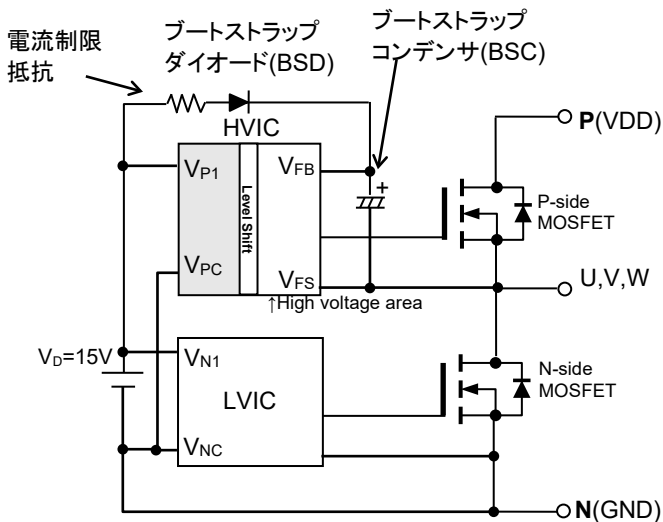 電流制限
抵抗
ブートストラップ
ダイオード(BSD)
ブートストラップ
コンデンサ(BSC)
HVIC
P(VDD)
VP1
Level Shift
VFB
+
P-side
MOSFET
VPC
VFS
↑High voltage area
U,V,W
VD=15V
VN1
LVIC
VNC
N-side
MOSFET
N(GND)